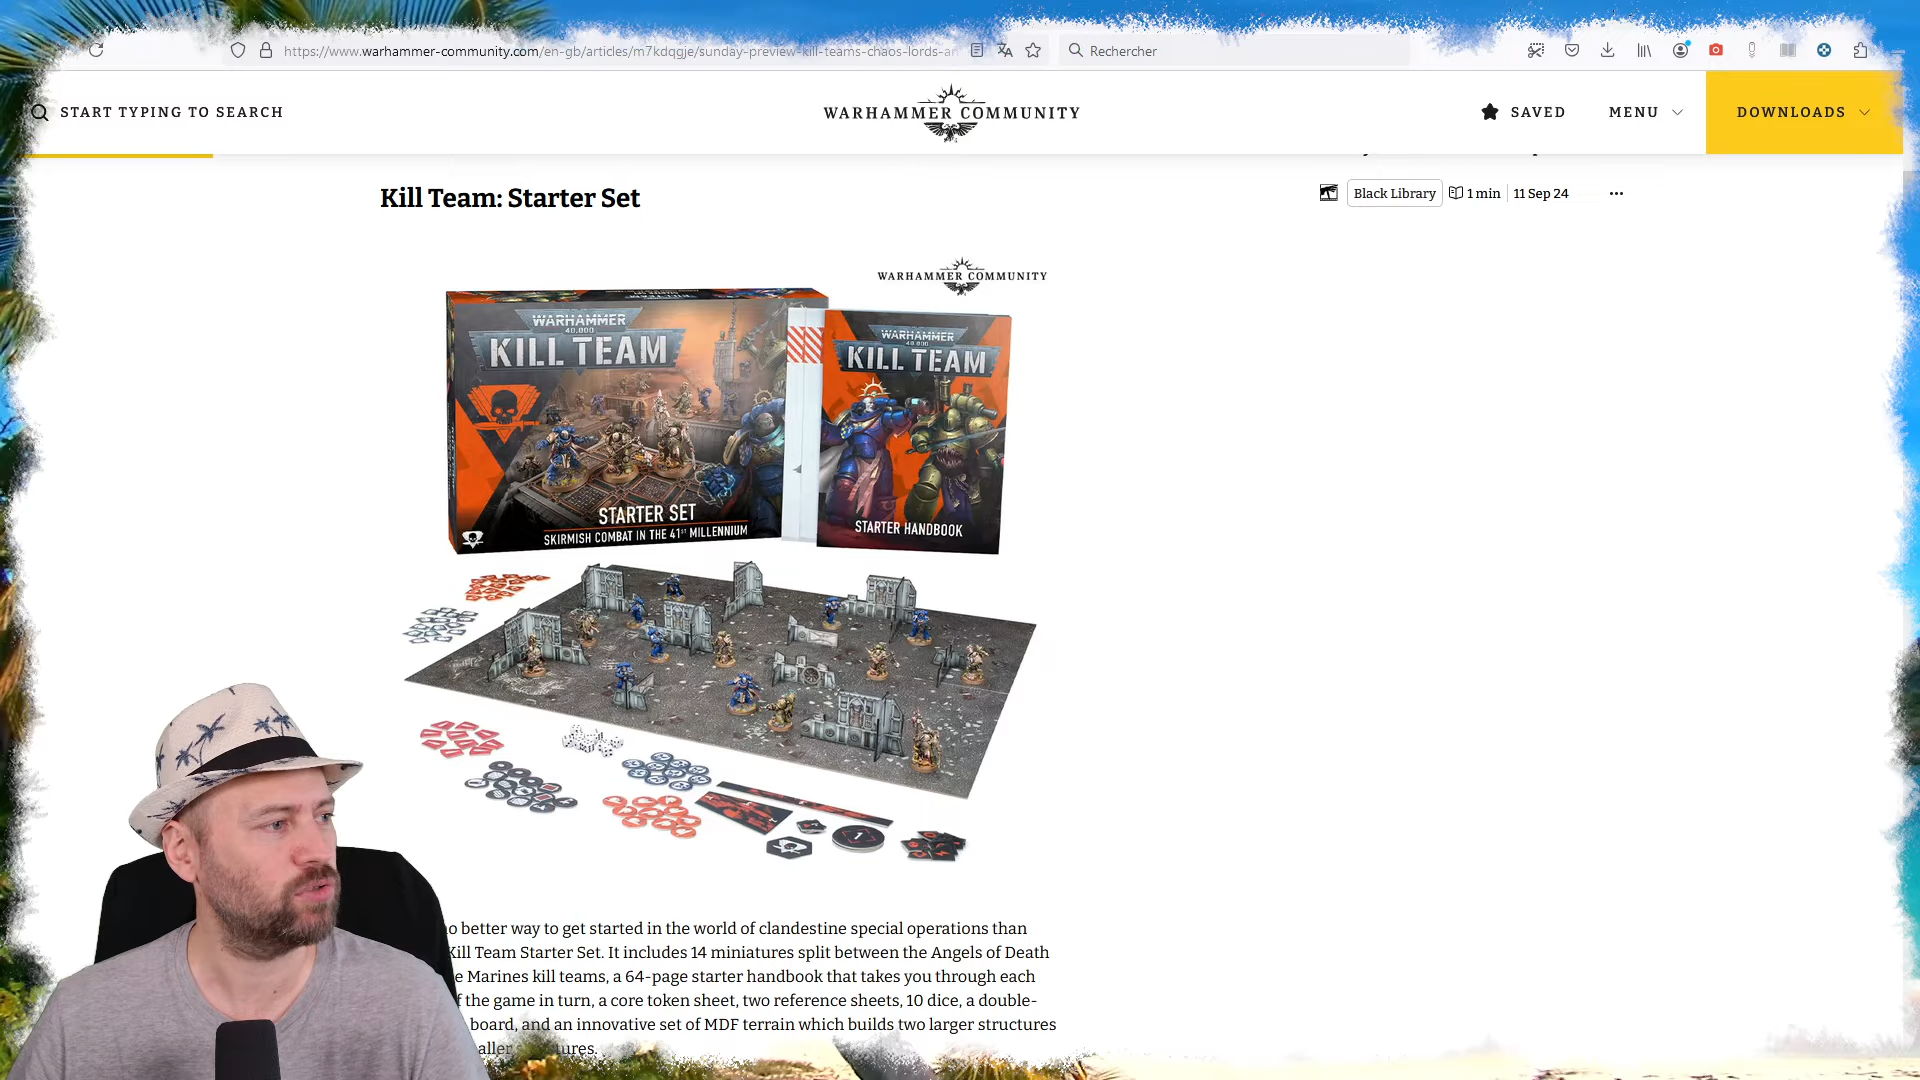 https://www.warhammer-community.com/en-gb/articles/m7kdqgje/sunday-preview-kill-teams-chaos-lords-ar
Rechercher
START TYPING TO SEARCH
WARHAMMER COMMUNITY
SAVED
MENU
DOWNLOADS
Kill Team: Starter Set
Black Library
1 min
11 Sep 24
WARHAMMER COMMUNITY
WARHAMMER
40,000
KILL TEAM
STARTER SET
SKIRMISH COMBAT IN THE 41ST MILLENNIUM
WARHAMMER
40,000
KILL TEAM
STARTER HANDBOOK
1
o better way to get started in the world of clandestine special operations than
Kill Team Starter Set. It includes 14 miniatures split between the Angels of Death
e Marines kill teams, a 64-page starter handbook that takes you through each
f the game in turn, a core token sheet, two reference sheets, 10 dice, a double-
board, and an innovative set of MDF terrain which builds two larger structures